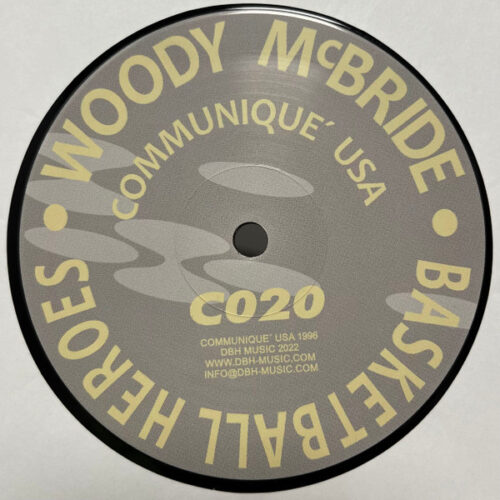 • WOODY McBRIDE • BASKETBALL HEROES
COMMUNIQUE´ USA
C020
COMMUNIQUE´ USA 1996
DBH MUSIC 2022
WWW.DBH-MUSIC.COM
INFO@DBH-MUSIC.COM